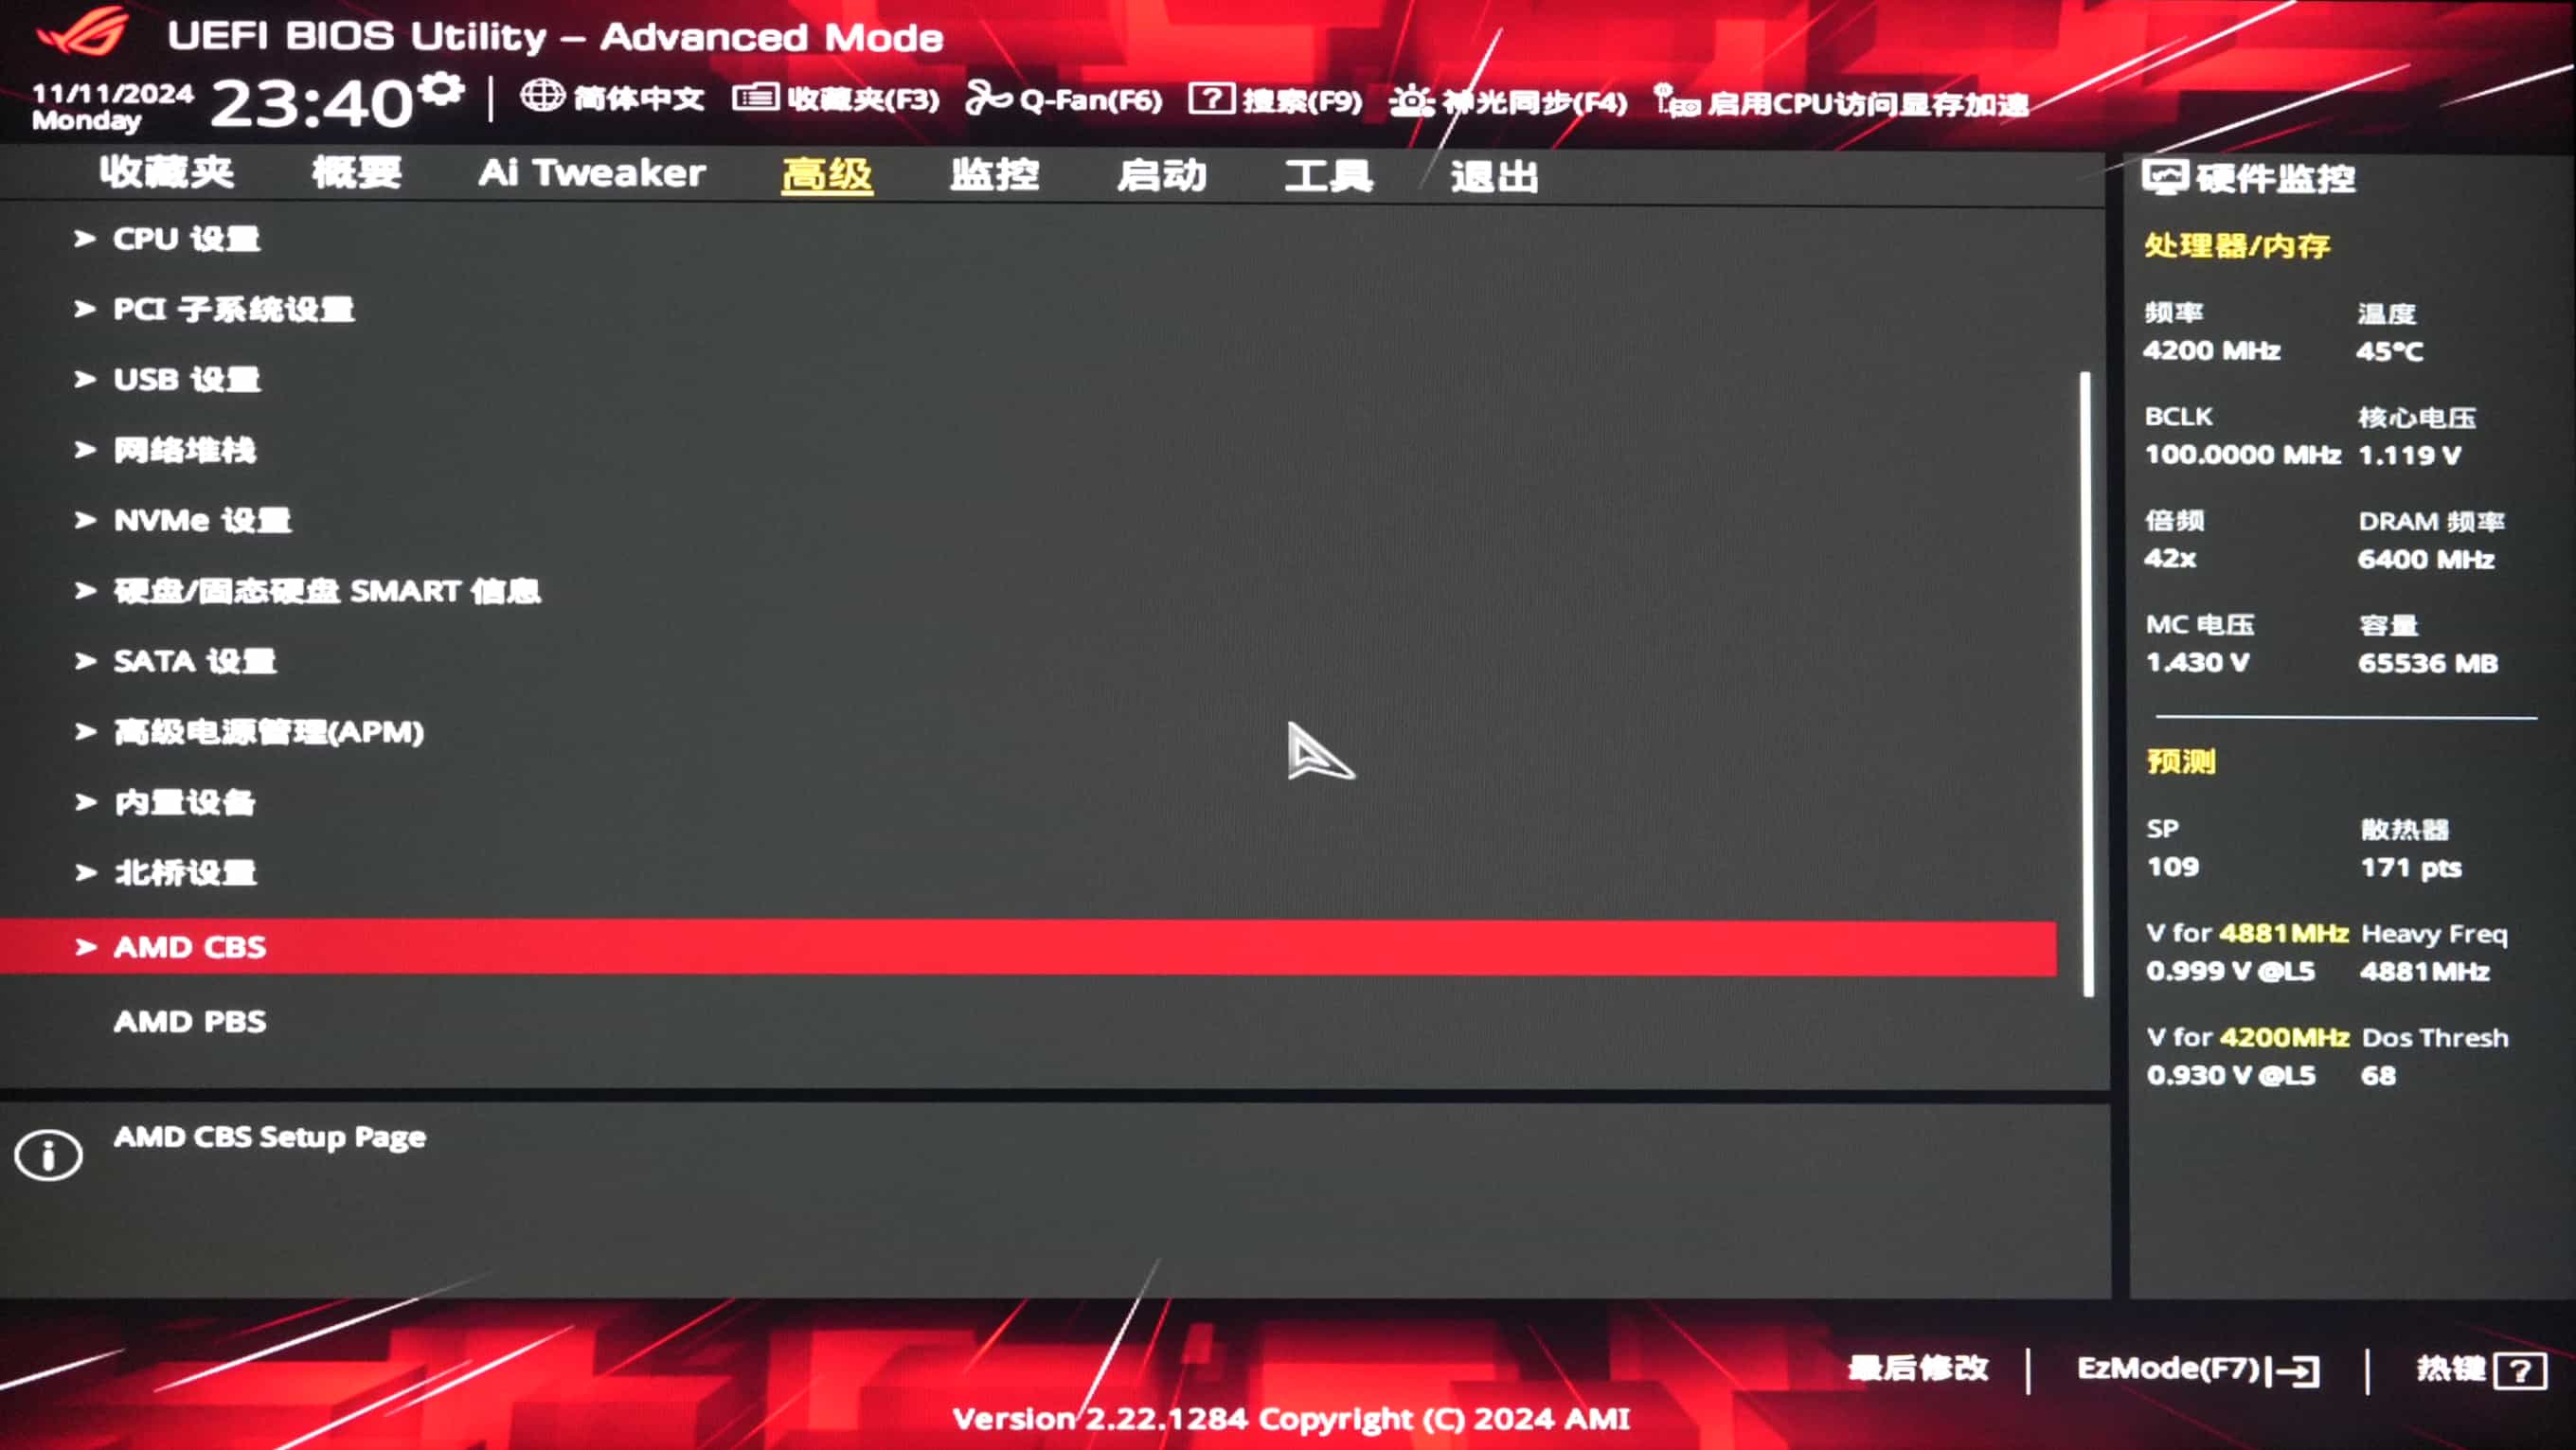 UEFI BIOS Utility – Advanced Mode
11/11/2024
Monday
23:40
简体中文
收藏夹(F3)
Q-Fan(F6)
?
搜索(F9)
神光同步(F4)
启用CPU访问显存加速
收藏夹
概要
Ai Tweaker
高级
监控
启动
工具
退出
> CPU 设置
> PCI 子系统设置
> USB 设置
> 网络堆栈
> NVMe 设置
> 硬盘/固态硬盘 SMART 信息
> SATA 设置
> 高级电源管理(APM)
> 内置设备
> 北桥设置
> AMD CBS
AMD PBS
i
AMD CBS Setup Page
硬件监控
处理器/内存
频率 温度
4200 MHz 45°C
BCLK 核心电压
100.0000 MHz 1.119 V
倍频 DRAM 频率
42x 6400 MHz
MC 电压 容量
1.430 V 65536 MB
预测
SP 散热器
109 171 pts
V for 4881MHz Heavy Freq
0.999 V @L5 4881MHz
V for 4200MHz Dos Thresh
0.930 V @L5 68
最后修改
EzMode(F7)
热键 ?
Version 2.22.1284 Copyright (C) 2024 AMI